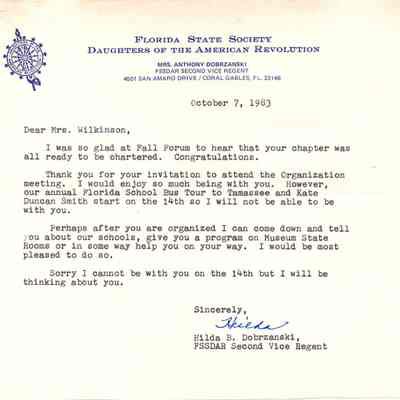 Florida State Society
Daughters of the American Revolution
MRS. ANTHONY DOBRZANSKI
FSSDAR SECOND VICE REGENT
4501 SAN AMARO DRIVE / CORAL GABLES, FL. 33146
October 7, 1983
Dear Mrs. Wilkinson,
I was so glad at Fall Forum to hear that your chapter was
all ready to be chartered. Congratulations.
Thank you for your invitation to attend the Organization
meeting. I would enjoy so much being with you. However,
our annual Florida School Bus Tour to Tamassee and Kate
Duncan Smith start on the 14th so I will not be able to be
with you.
Perhaps after you are organized I can come down and tell
you about our schools, give you a program on Museum State
Rooms or in some way help you on your way. I would be most
pleased to do so.
Sorry I cannot be with you on the 14th but I will be
thinking about you.
Sincerely,
Hilda
Hilda B. Dobrzanski,
FSSDAR Second Vice Regent